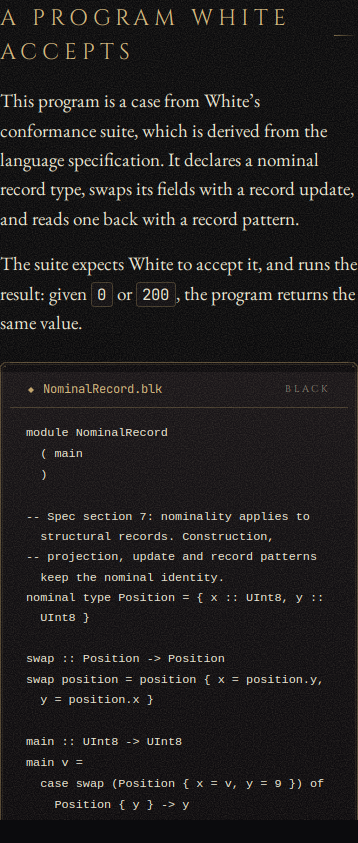 A PROGRAM WHITE
ACCEPTS
This program is a case from White’s
conformance suite, which is derived from the
language specification. It declares a nominal
record type, swaps its fields with a record update,
and reads one back with a record pattern.
The suite expects White to accept it, and runs the
result: given 0 or 200, the program returns the
same value.
◆ NominalRecord.blk BLACK
module NominalRecord
( main
)
-- Spec section 7: nominality applies to
structural records. Construction,
-- projection, update and record patterns
keep the nominal identity.
nominal type Position = { x :: UInt8, y ::
UInt8 }
swap :: Position -> Position
swap position = position { x = position.y,
y = position.x }
main :: UInt8 -> UInt8
main v =
case swap (Position { x = v, y = 9 }) of
Position { y } -> y